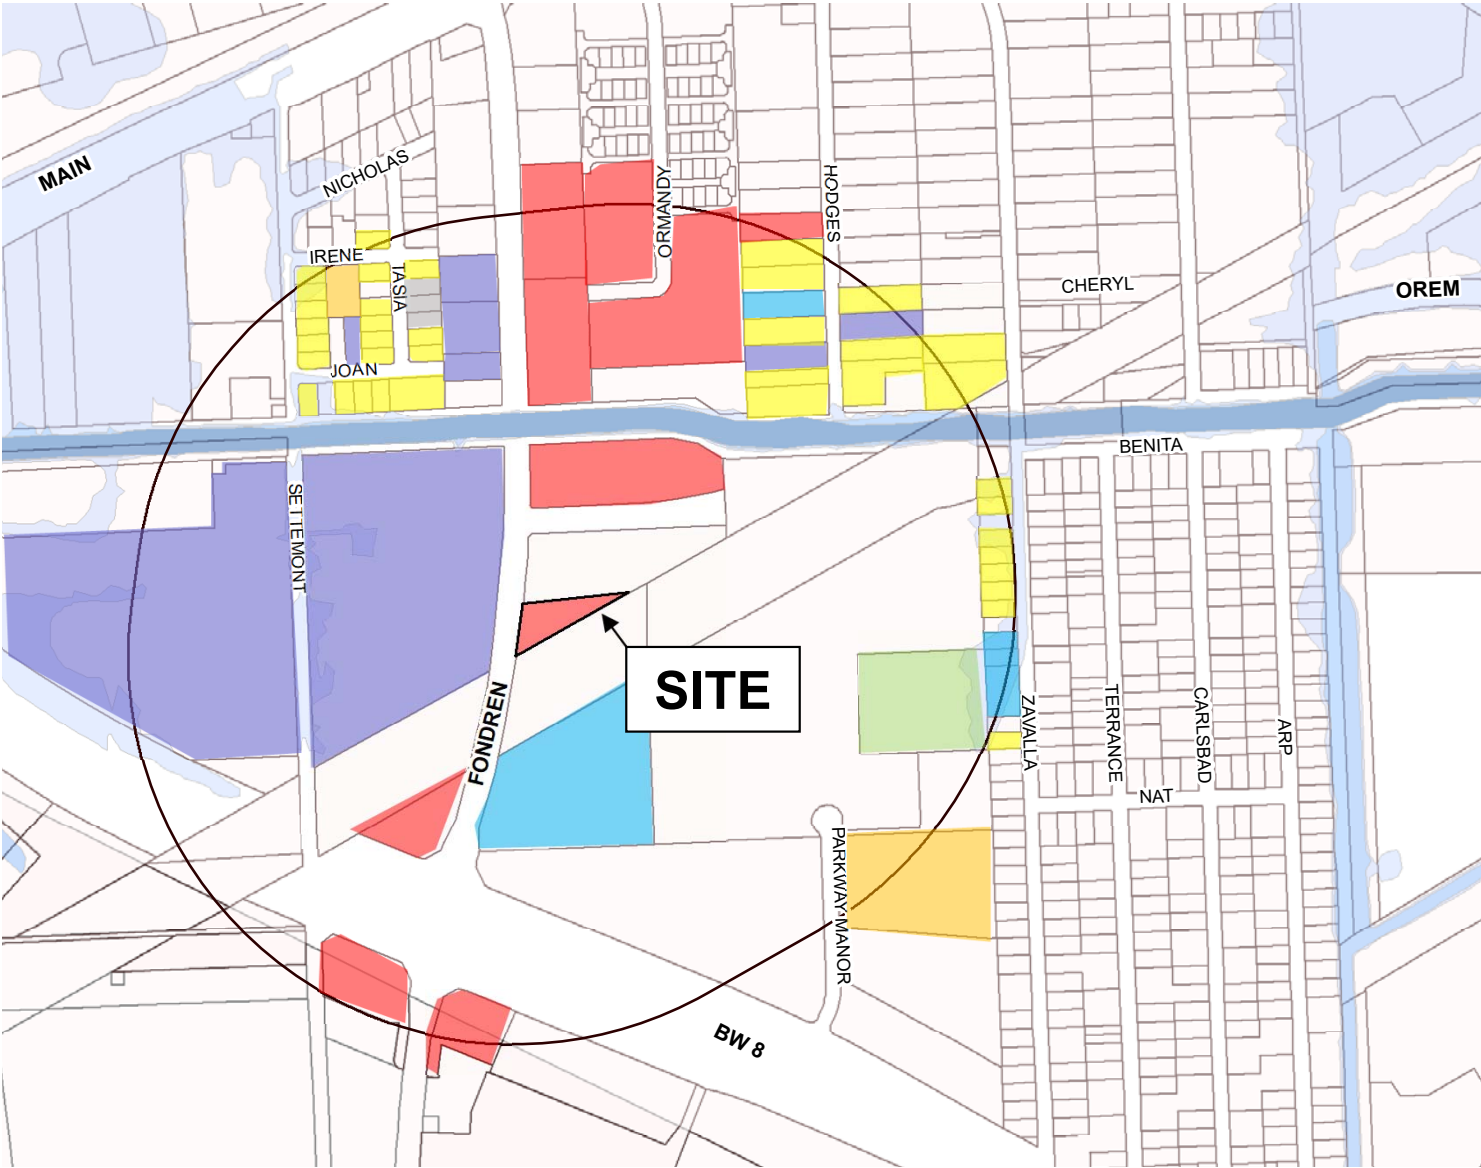 MAIN
NICHOLAS
ORMANDY
HODGES
IRENE
TASIA
CHERYL
OREM
JOAN
BENITA
SETTEMONT
SITE
FONDREN
ZAVALLA
TERRANCE
CARLSBAD
ARP
NAT
PARKWAY MANOR
BW 8